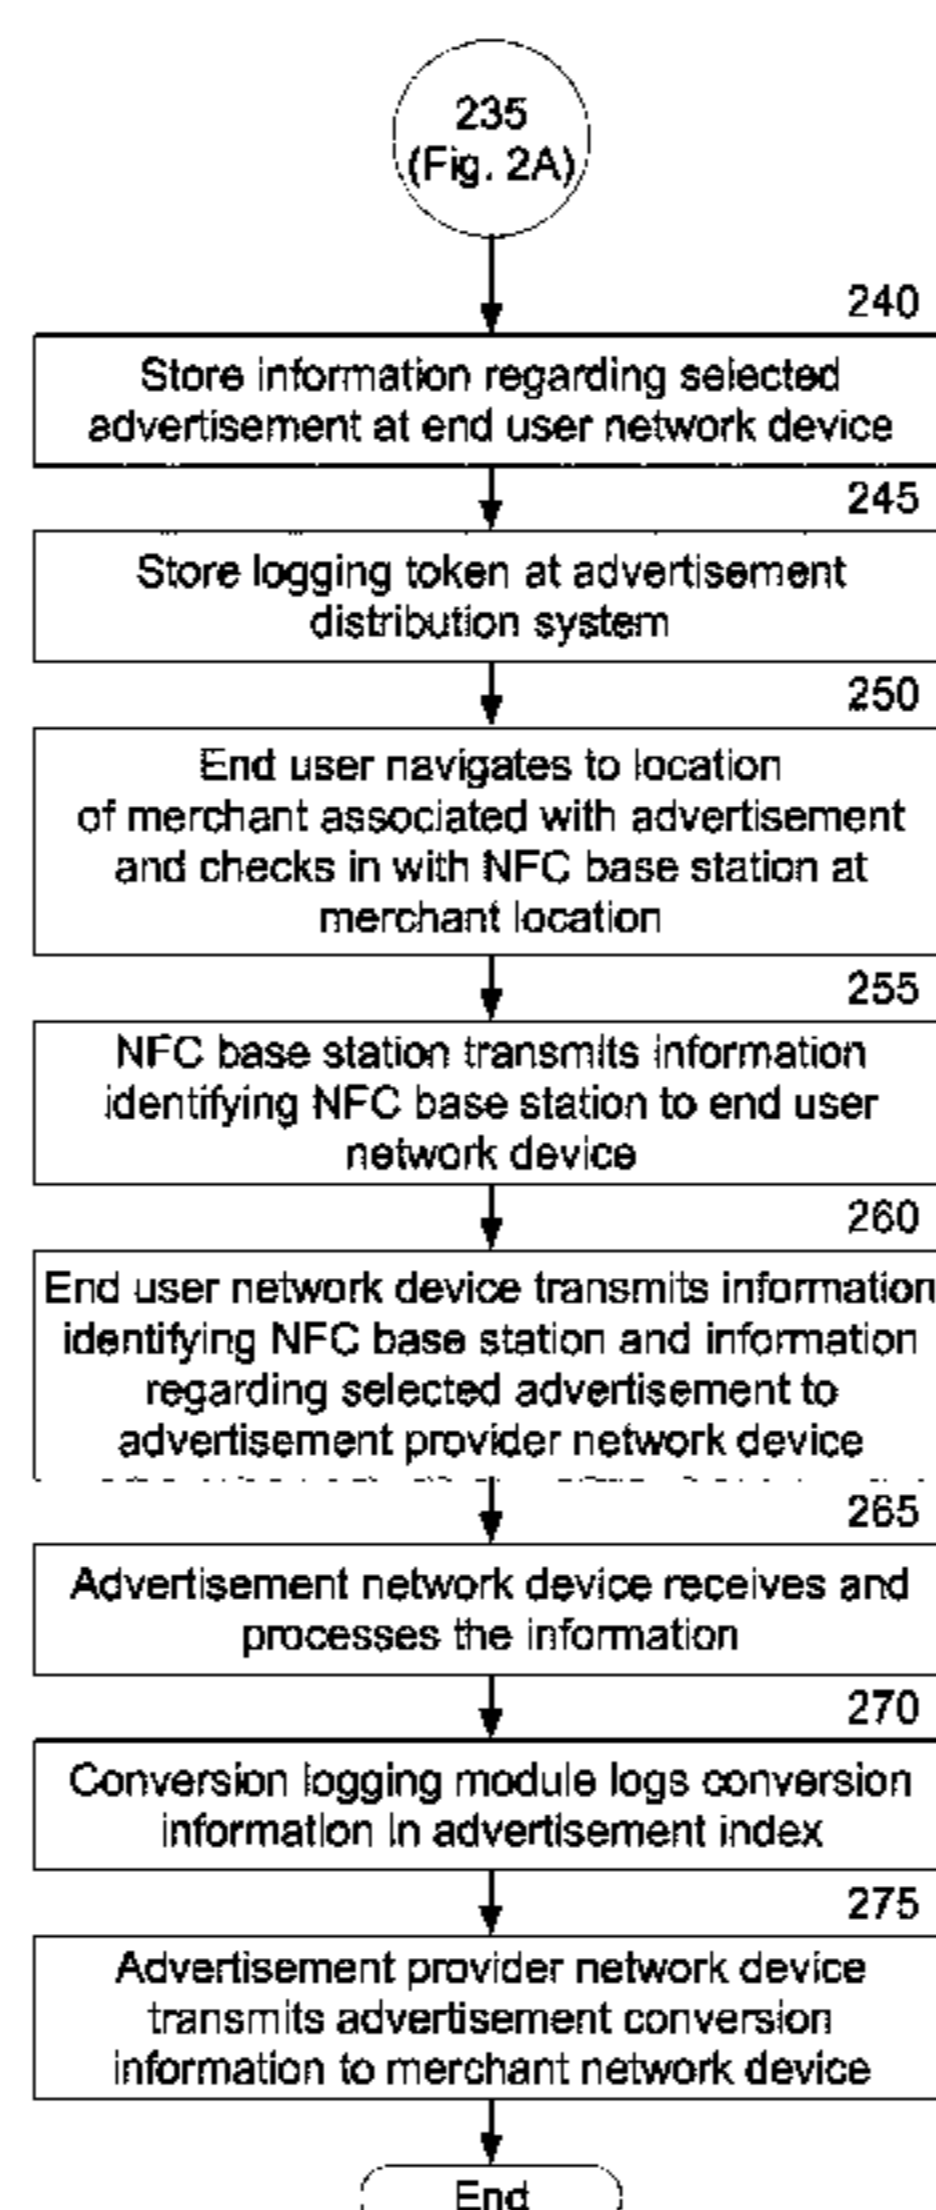 235
(Fig. 2A)
240
Store information regarding selected
advertisement at end user network device
245
Store logging token at advertisement
distribution system
250
End user navigates to location
of merchant associated with advertisement
and checks in with NFC base station at
merchant location
255
NFC base station transmits information
identifying NFC base station to end user
network device
260
End user network device transmits information
identifying NFC base station and information
regarding selected advertisement to
advertisement provider network device
265
Advertisement network device receives and
processes the information
270
Conversion logging module logs conversion
information in advertisement index
275
Advertisement provider network device
transmits advertisement conversion
information to merchant network device
End